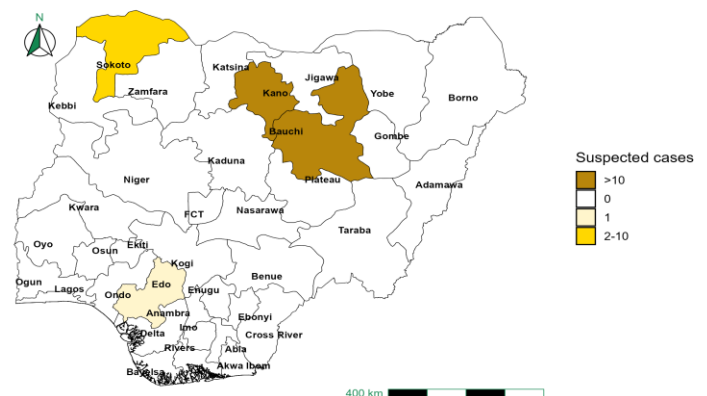 N
Sokoto
Katsina
Jigawa
Zamfara
Kano
Yobe
Borno
Kebbi
Bauchi
Gombe
Kaduna
Niger
Plateau
Adamawa
Kwara
FCT
Nasarawa
Taraba
Oyo
Osun
Ekiti
Kogi
Benue
Ogun
Lagos
Ondo
Edo
Enugu
Anambra
Ebonyi
Delta
Imo
Cross River
Rivers
Abia
Bayelsa
Akwa Ibom
Suspected cases
>10
0
1
2-10
400 km